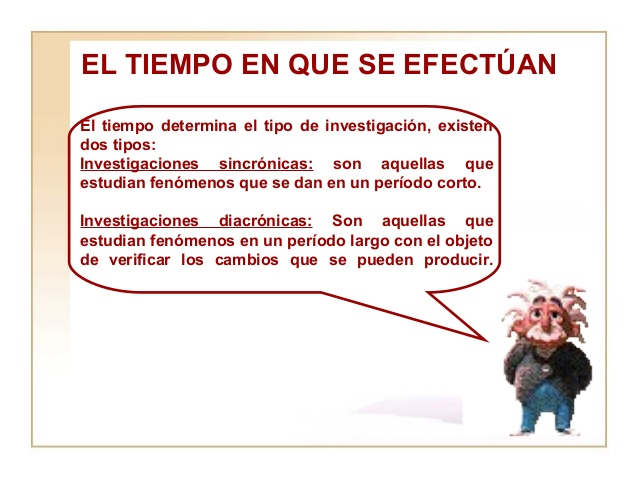 EL TIEMPO EN QUE SE EFECTÚAN
El tiempo determina el tipo de investigación, existen
dos tipos:
Investigaciones sincrónicas: son aquellas que
estudian fenómenos que se dan en un período corto.
Investigaciones diacrónicas: Son aquellas que
estudian fenómenos en un período largo con el objeto
de verificar los cambios que se pueden producir.